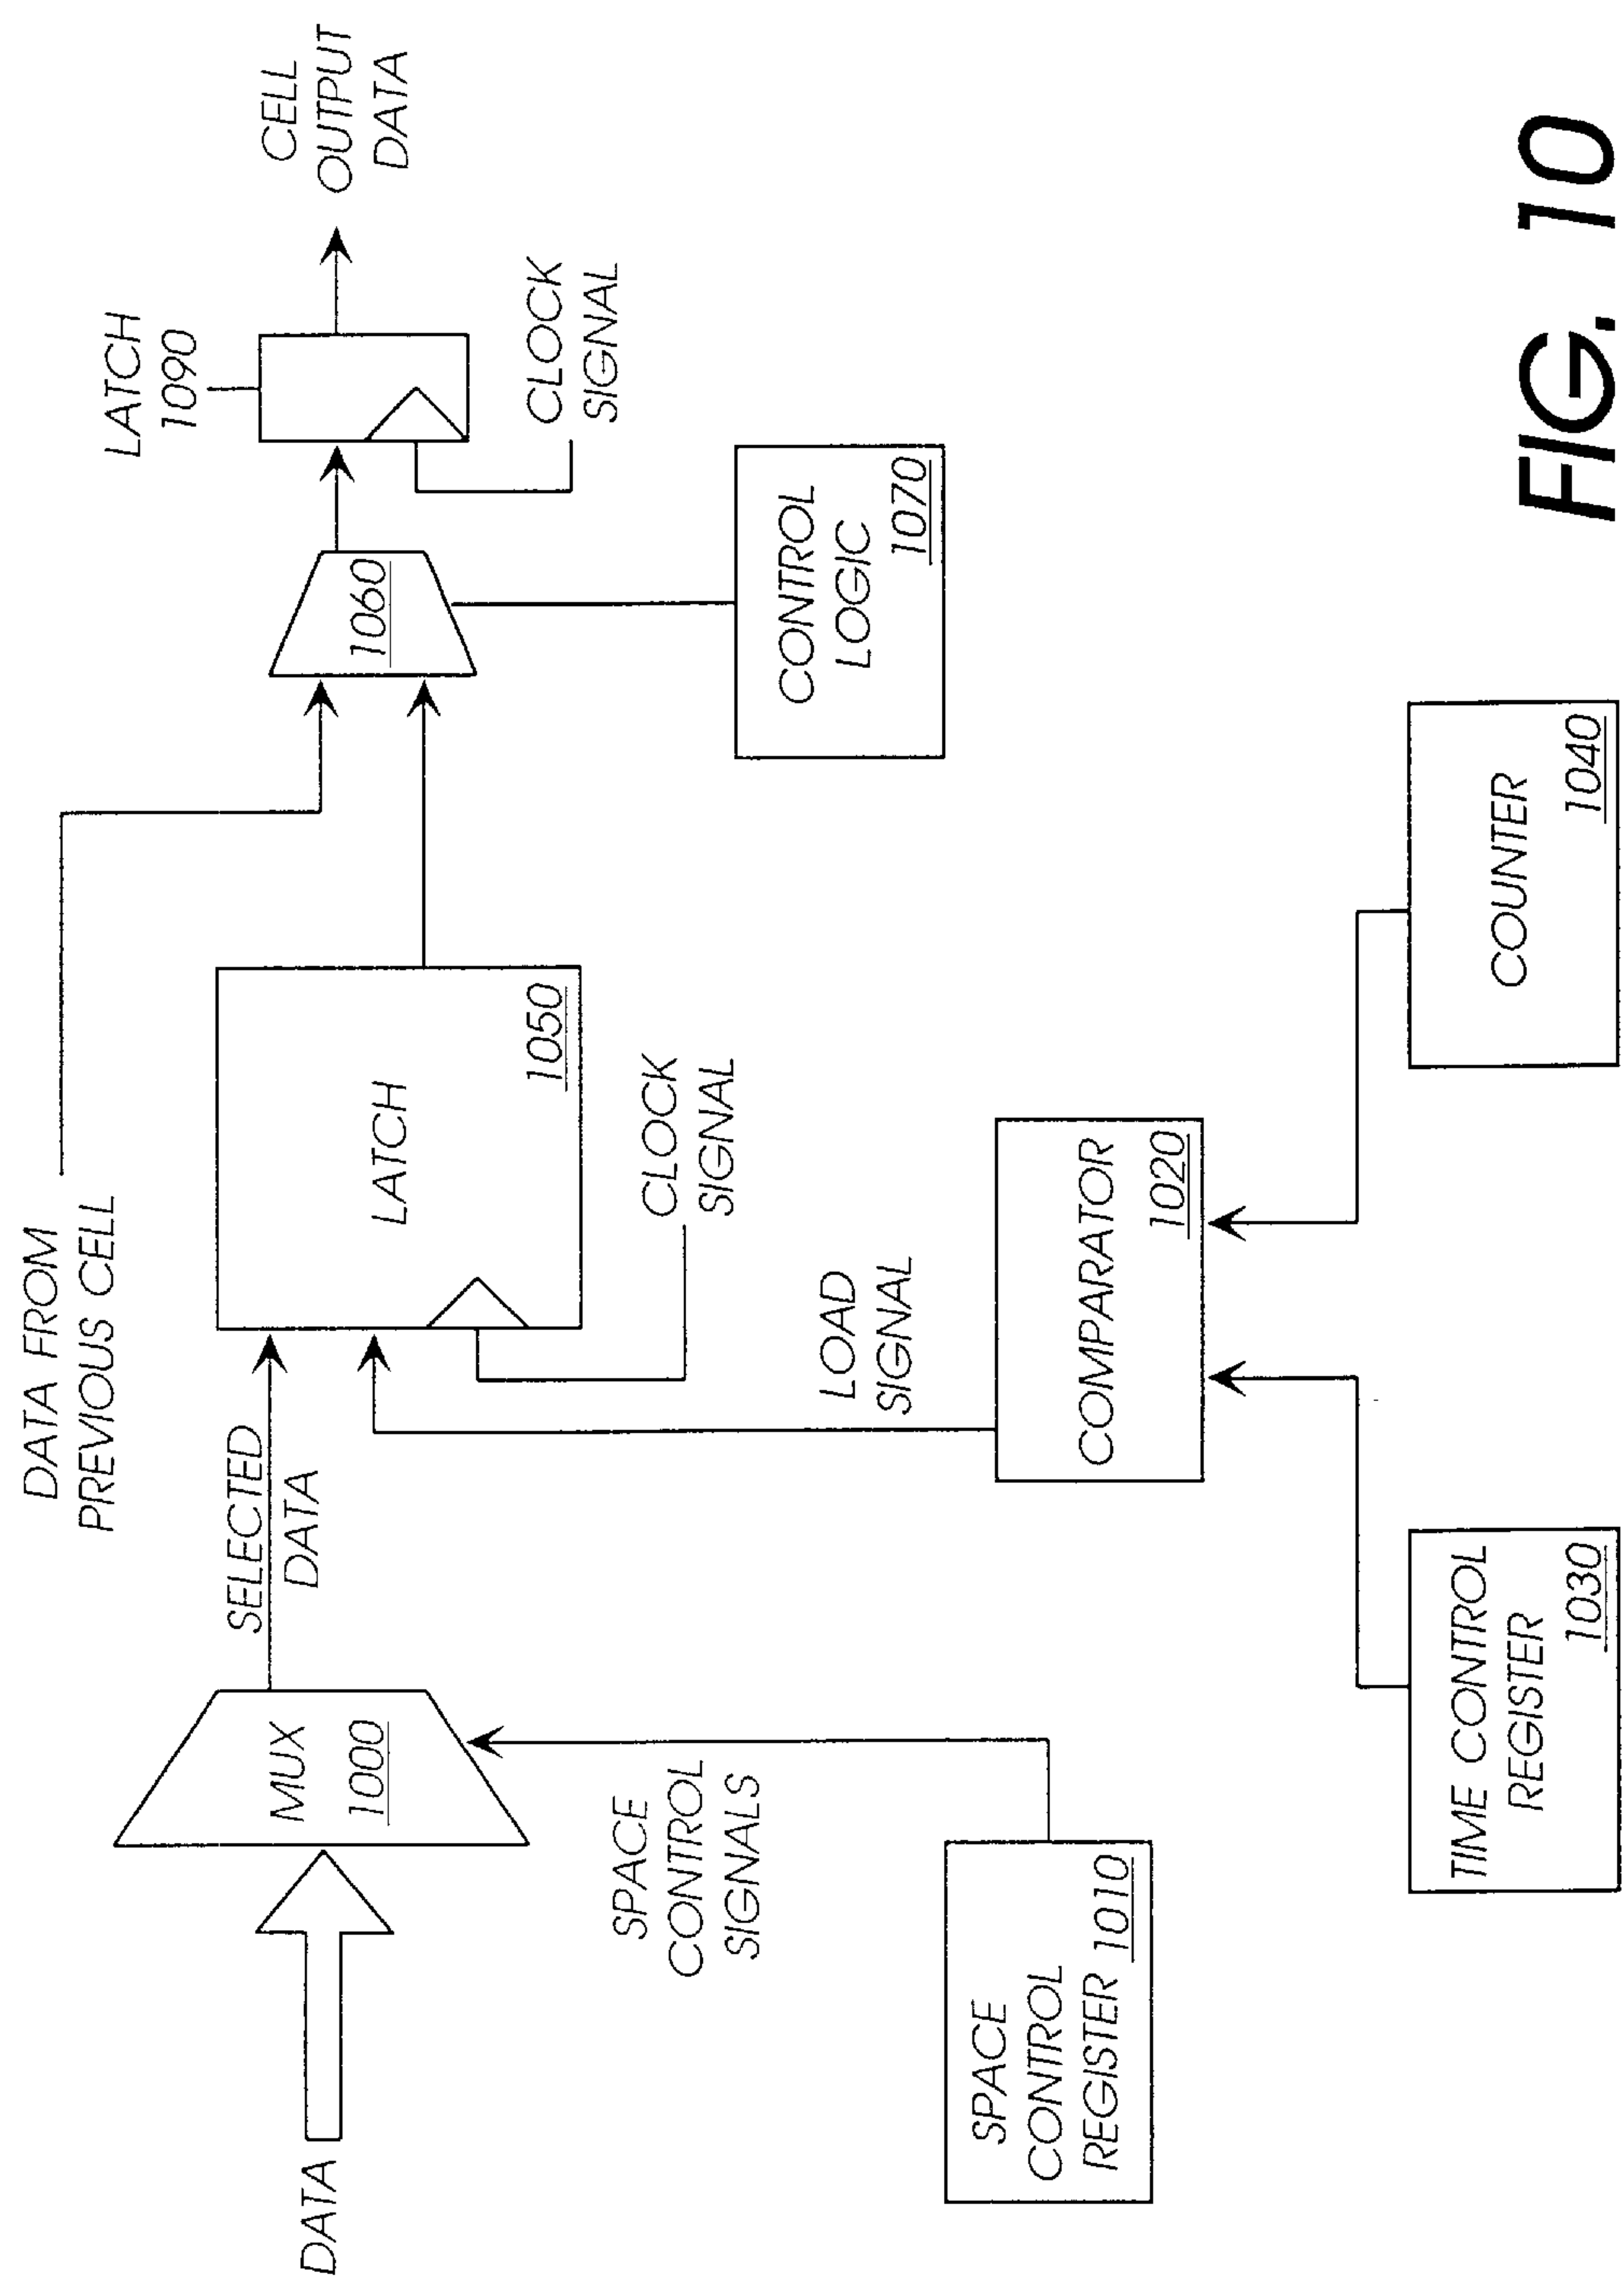 DATA FROM
PREVIOUS CELL
LATCH
1090
CELL
OUTPUT
DATA
DATA
MUX
1000
SELECTED
DATA
LATCH
1050
1060
CLOCK
SIGNAL
CLOCK
SIGNAL
SPACE
CONTROL
SIGNALS
LOAD
SIGNAL
CONTROL
LOGIC
1070
SPACE
CONTROL
REGISTER 1010
COMPARATOR
1020
TIME CONTROL
REGISTER
1030
COUNTER
1040
FIG. 10